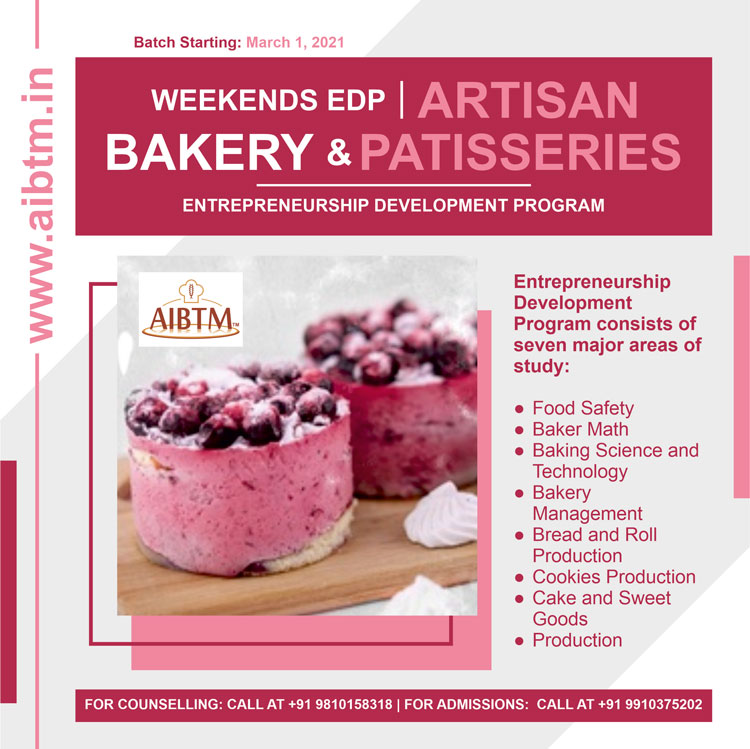 Batch Starting: March 1, 2021
www.aibtm.in
WEEKENDS EDP | ARTISAN
BAKERY & PATISSERIES
ENTREPRENEURSHIP DEVELOPMENT PROGRAM
AIBTM TM
Entrepreneurship
Development
Program consists of
seven major areas of
study:
● Food Safety
● Baker Math
● Baking Science and
Technology
● Bakery
Management
● Bread and Roll
Production
● Cookies Production
● Cake and Sweet
Goods
● Production
FOR COUNSELLING: CALL AT +91 9810158318 | FOR ADMISSIONS: CALL AT +91 9910375202